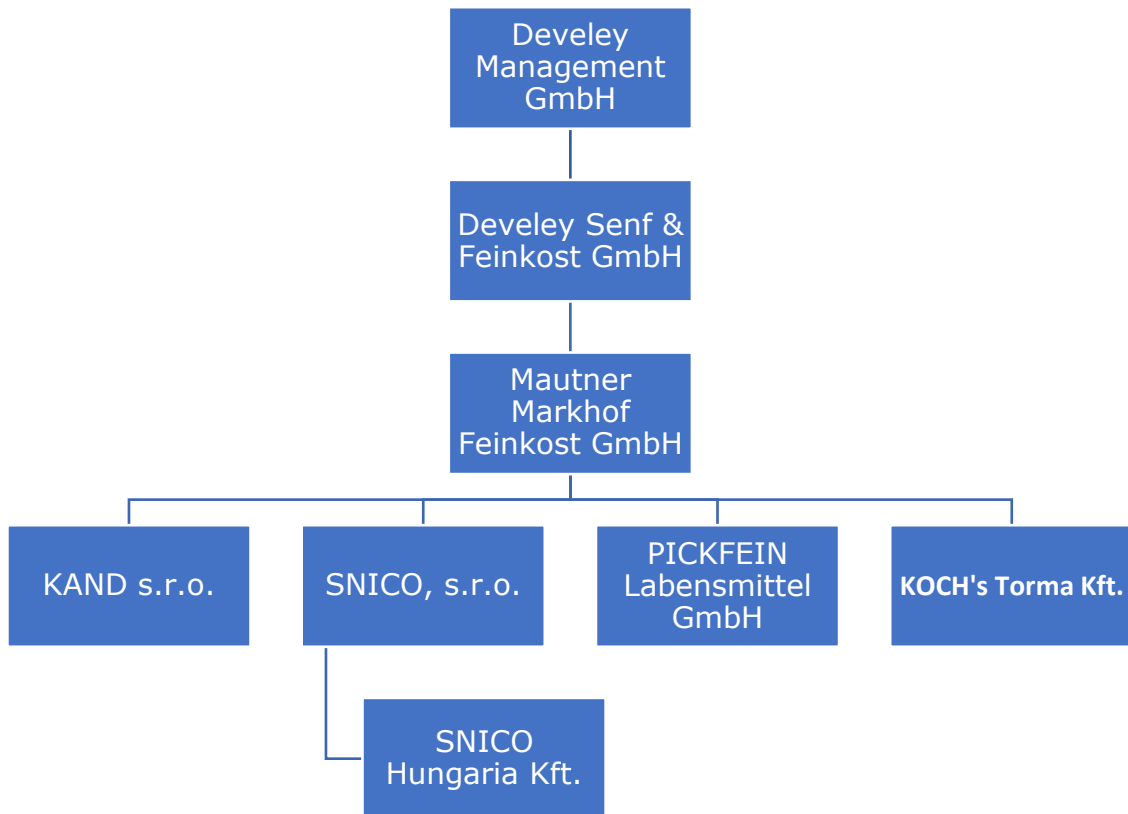 Develey
Management
GmbH
Develey Senf &
Feinkost GmbH
Mautner
Markhof
Feinkost GmbH
KAND s.r.o.
SNICO, s.r.o.
PICKFEIN
Labensmittel
GmbH
KOCH's Torma Kft.
SNICO
Hungaria Kft.